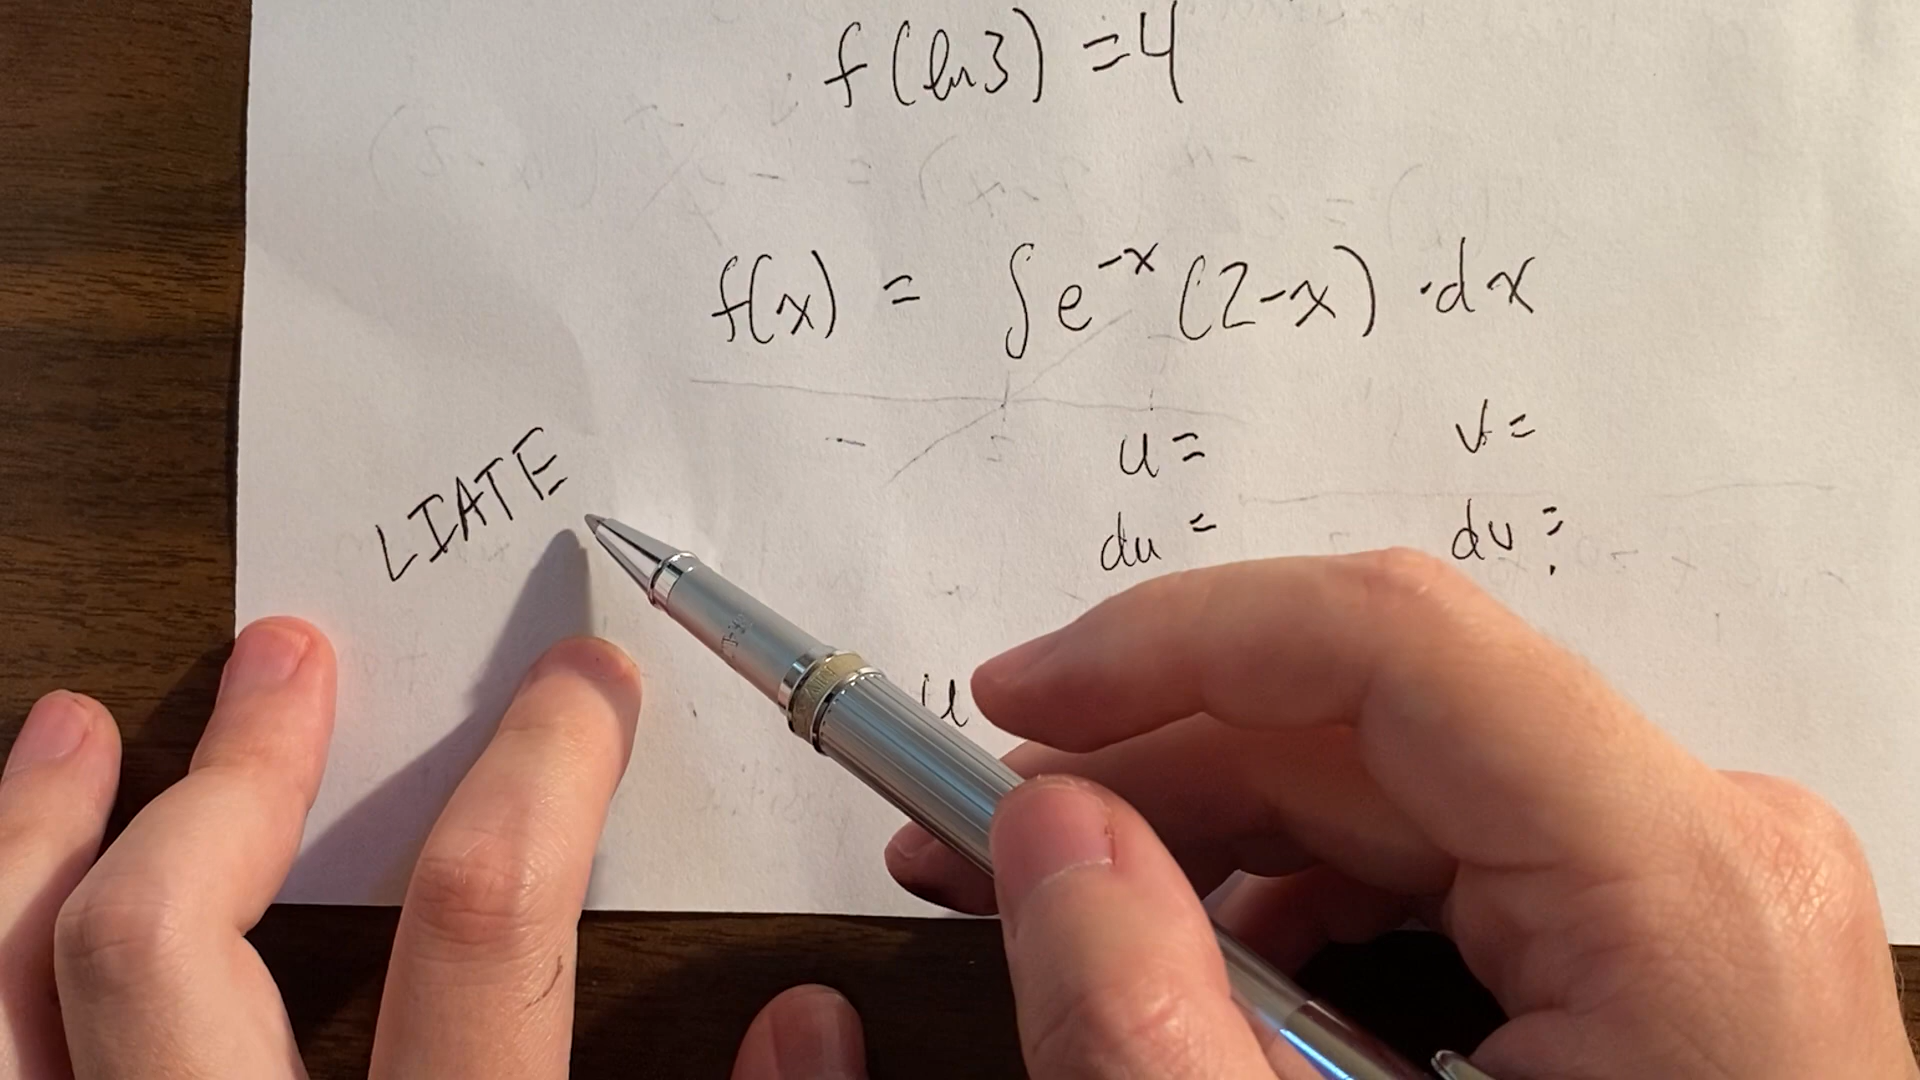 f(ln3) =4
f(x) = ∫e^-x (2-x) ·dx
LIATE
u= v=
du= dv=
u